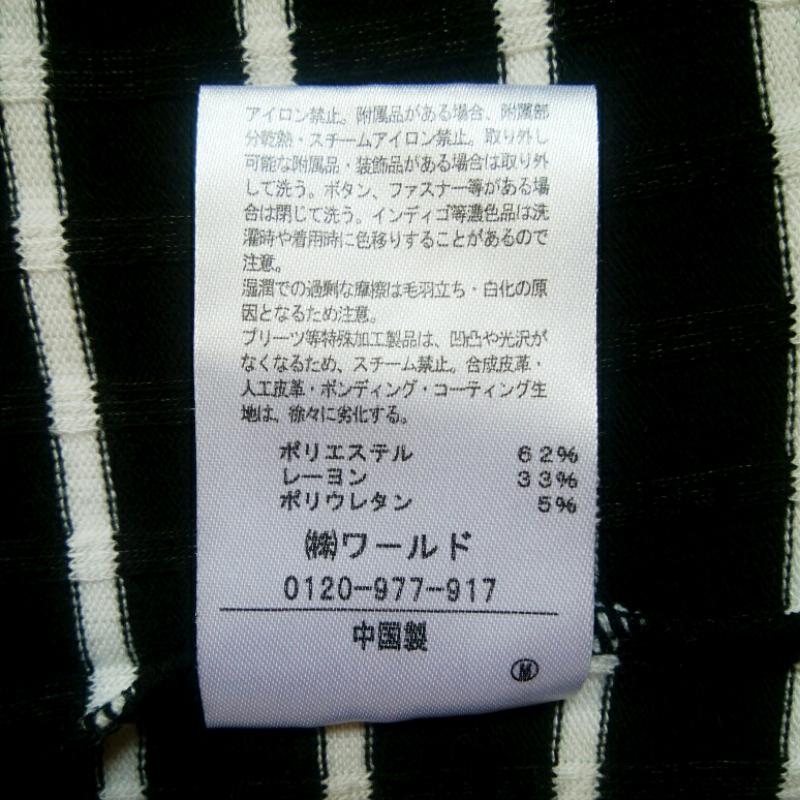 アイロン禁止。附属品がある場合、附属部
分乾熱・スチームアイロン禁止。取り外し
可能な附属品・装飾品がある場合は取り外
して洗う。ボタン、ファスナー等がある場
合は閉じて洗う。インディゴ等濃色品は洗
濯時や着用時に色移りすることがあるので
注意。
湿潤での過剰な摩擦は毛羽立ち・白化の原
因となるため注意。
プリーツ等特殊加工製品は、凹凸や光沢が
なくなるため、スチーム禁止。合成皮革・
人工皮革・ボンディング・コーティング生
地は、徐々に劣化する。
ポリエステル 62%
レーヨン 33%
ポリウレタン 5%
㈱ワールド
0120-977-917
中国製
Ⓜ